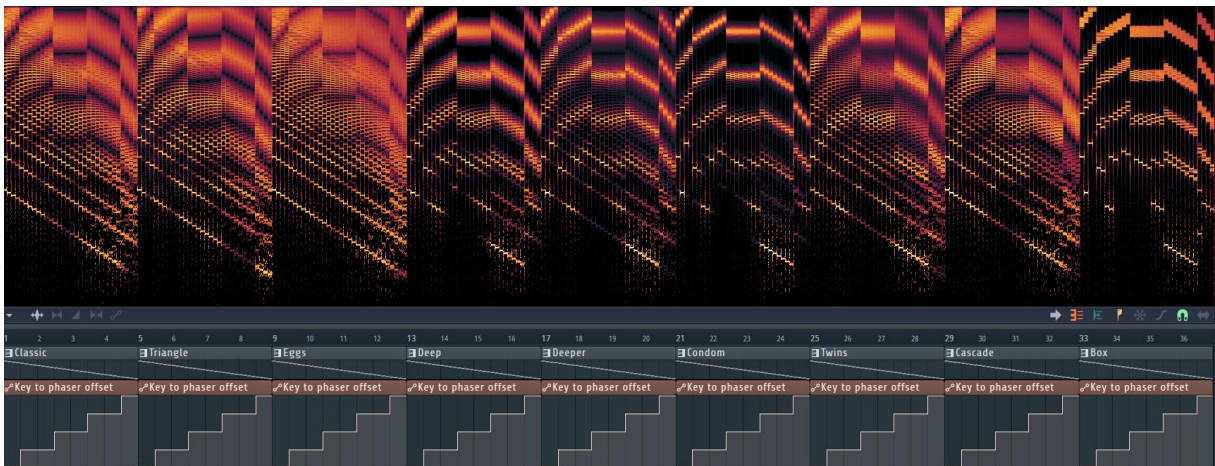 1 2 3 4 5 6 7 8 9 10 11 12 13 14 15 16 17 18 19 20 21 22 23 24 25 26 27 28 29 30 31 32 33 34 35 36
Classic Triangle Eggs Deep Deeper Condom Twins Cascade Box
Key to phaser offset Key to phaser offset Key to phaser offset Key to phaser offset Key to phaser offset Key to phaser offset Key to phaser offset Key to phaser offset Key to phaser offset